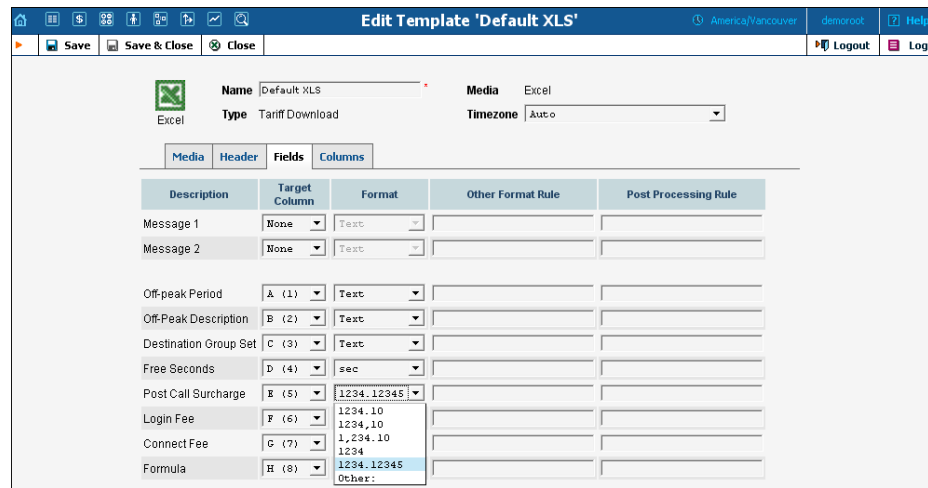 Edit Template 'Default XLS'
America/Vancouver
demoroot
Help
Save
Save & Close
Close
Logout
Log
Name Default XLS *
Media Excel
Excel
Type Tariff Download
Timezone Auto
Media Header Fields Columns
Description Target Column Format Other Format Rule Post Processing Rule
Message 1 None Text
Message 2 None Text
Off-peak Period A (1) Text
Off-Peak Description B (2) Text
Destination Group Set C (3) Text
Free Seconds D (4) sec
Post Call Surcharge E (5) 1234.12345
Login Fee F (6)
Connect Fee G (7)
Formula H (8)
1234.10
1234,10
1,234.10
1234
1234.12345
Other: